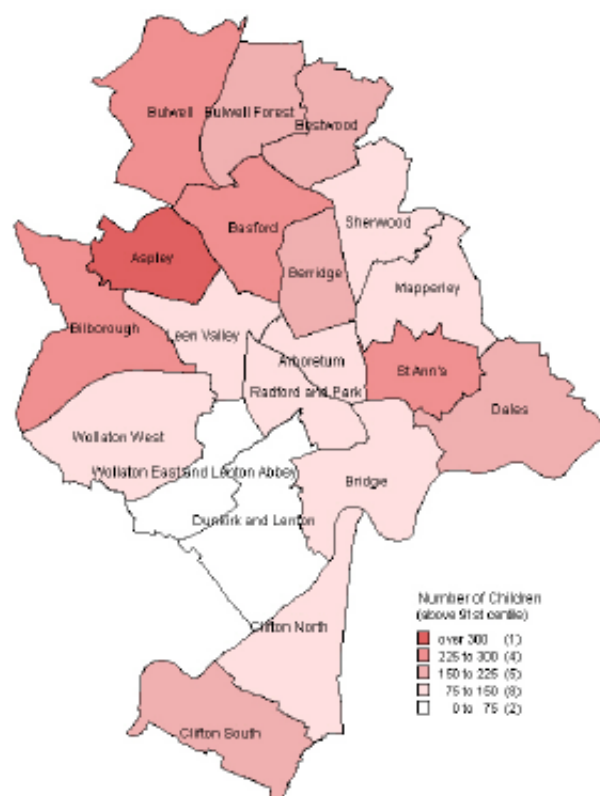 Bulwell
Bulwell Forest
Bestwood
Sherwood
Basford
Aspley
Berridge
Mapperley
Bilborough
Leen Valley
Arboretum
St Ann's
Radford and Park
Dales
Wollaton West
Wollaton East and Lenton Abbey
Bridge
Dunkirk and Lenton
Number of Children
(above 91st centile)
Clifton North
over 300 (1)
225 to 300 (4)
150 to 225 (5)
75 to 150 (8)
0 to 75 (2)
Clifton South